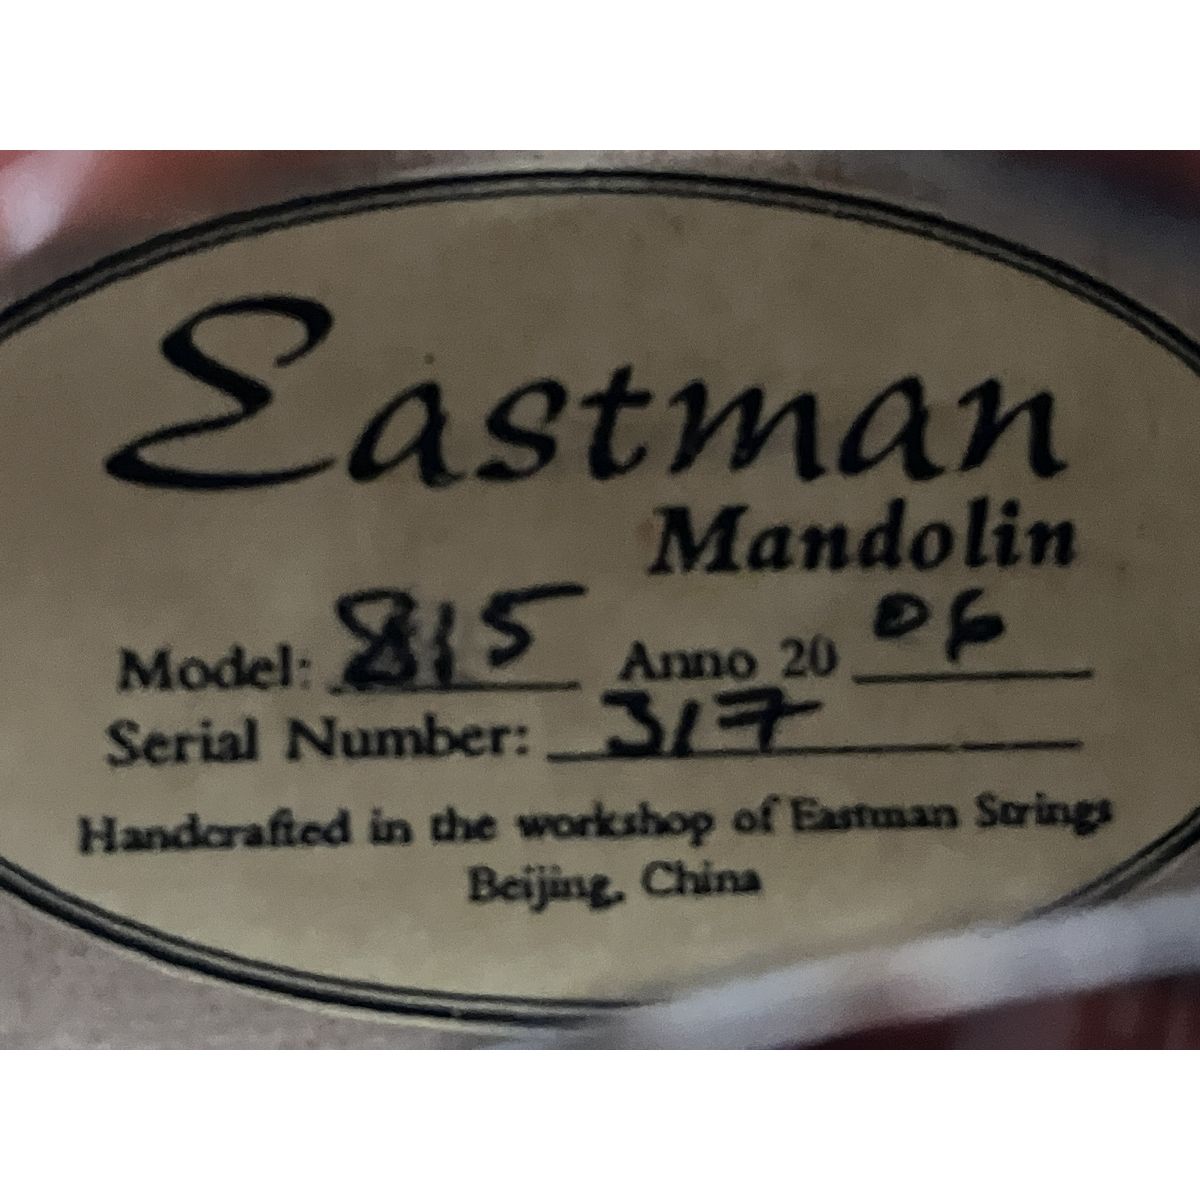 Eastman
Mandolin
Model: 815 Anno 20 06
Serial Number: 317
Handcrafted in the workshop of Eastman Strings
Beijing, China